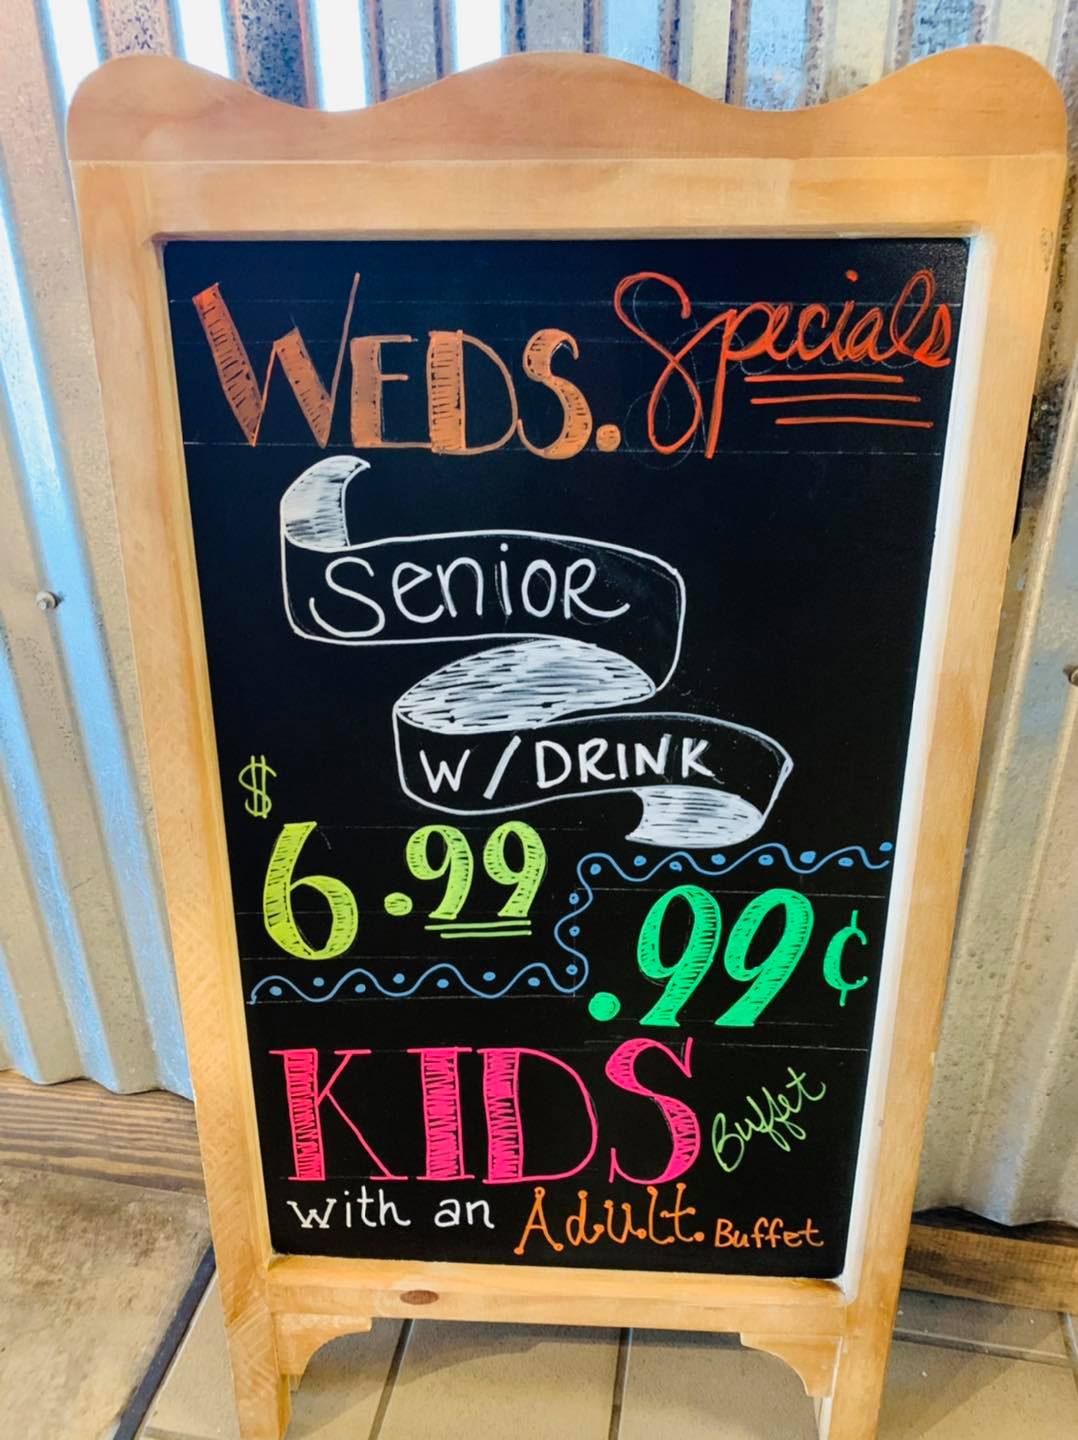 WEDS. Specials
Senior
W/DRINK
$6.99
.99¢
KIDS Buffet
with an Adult Buffet